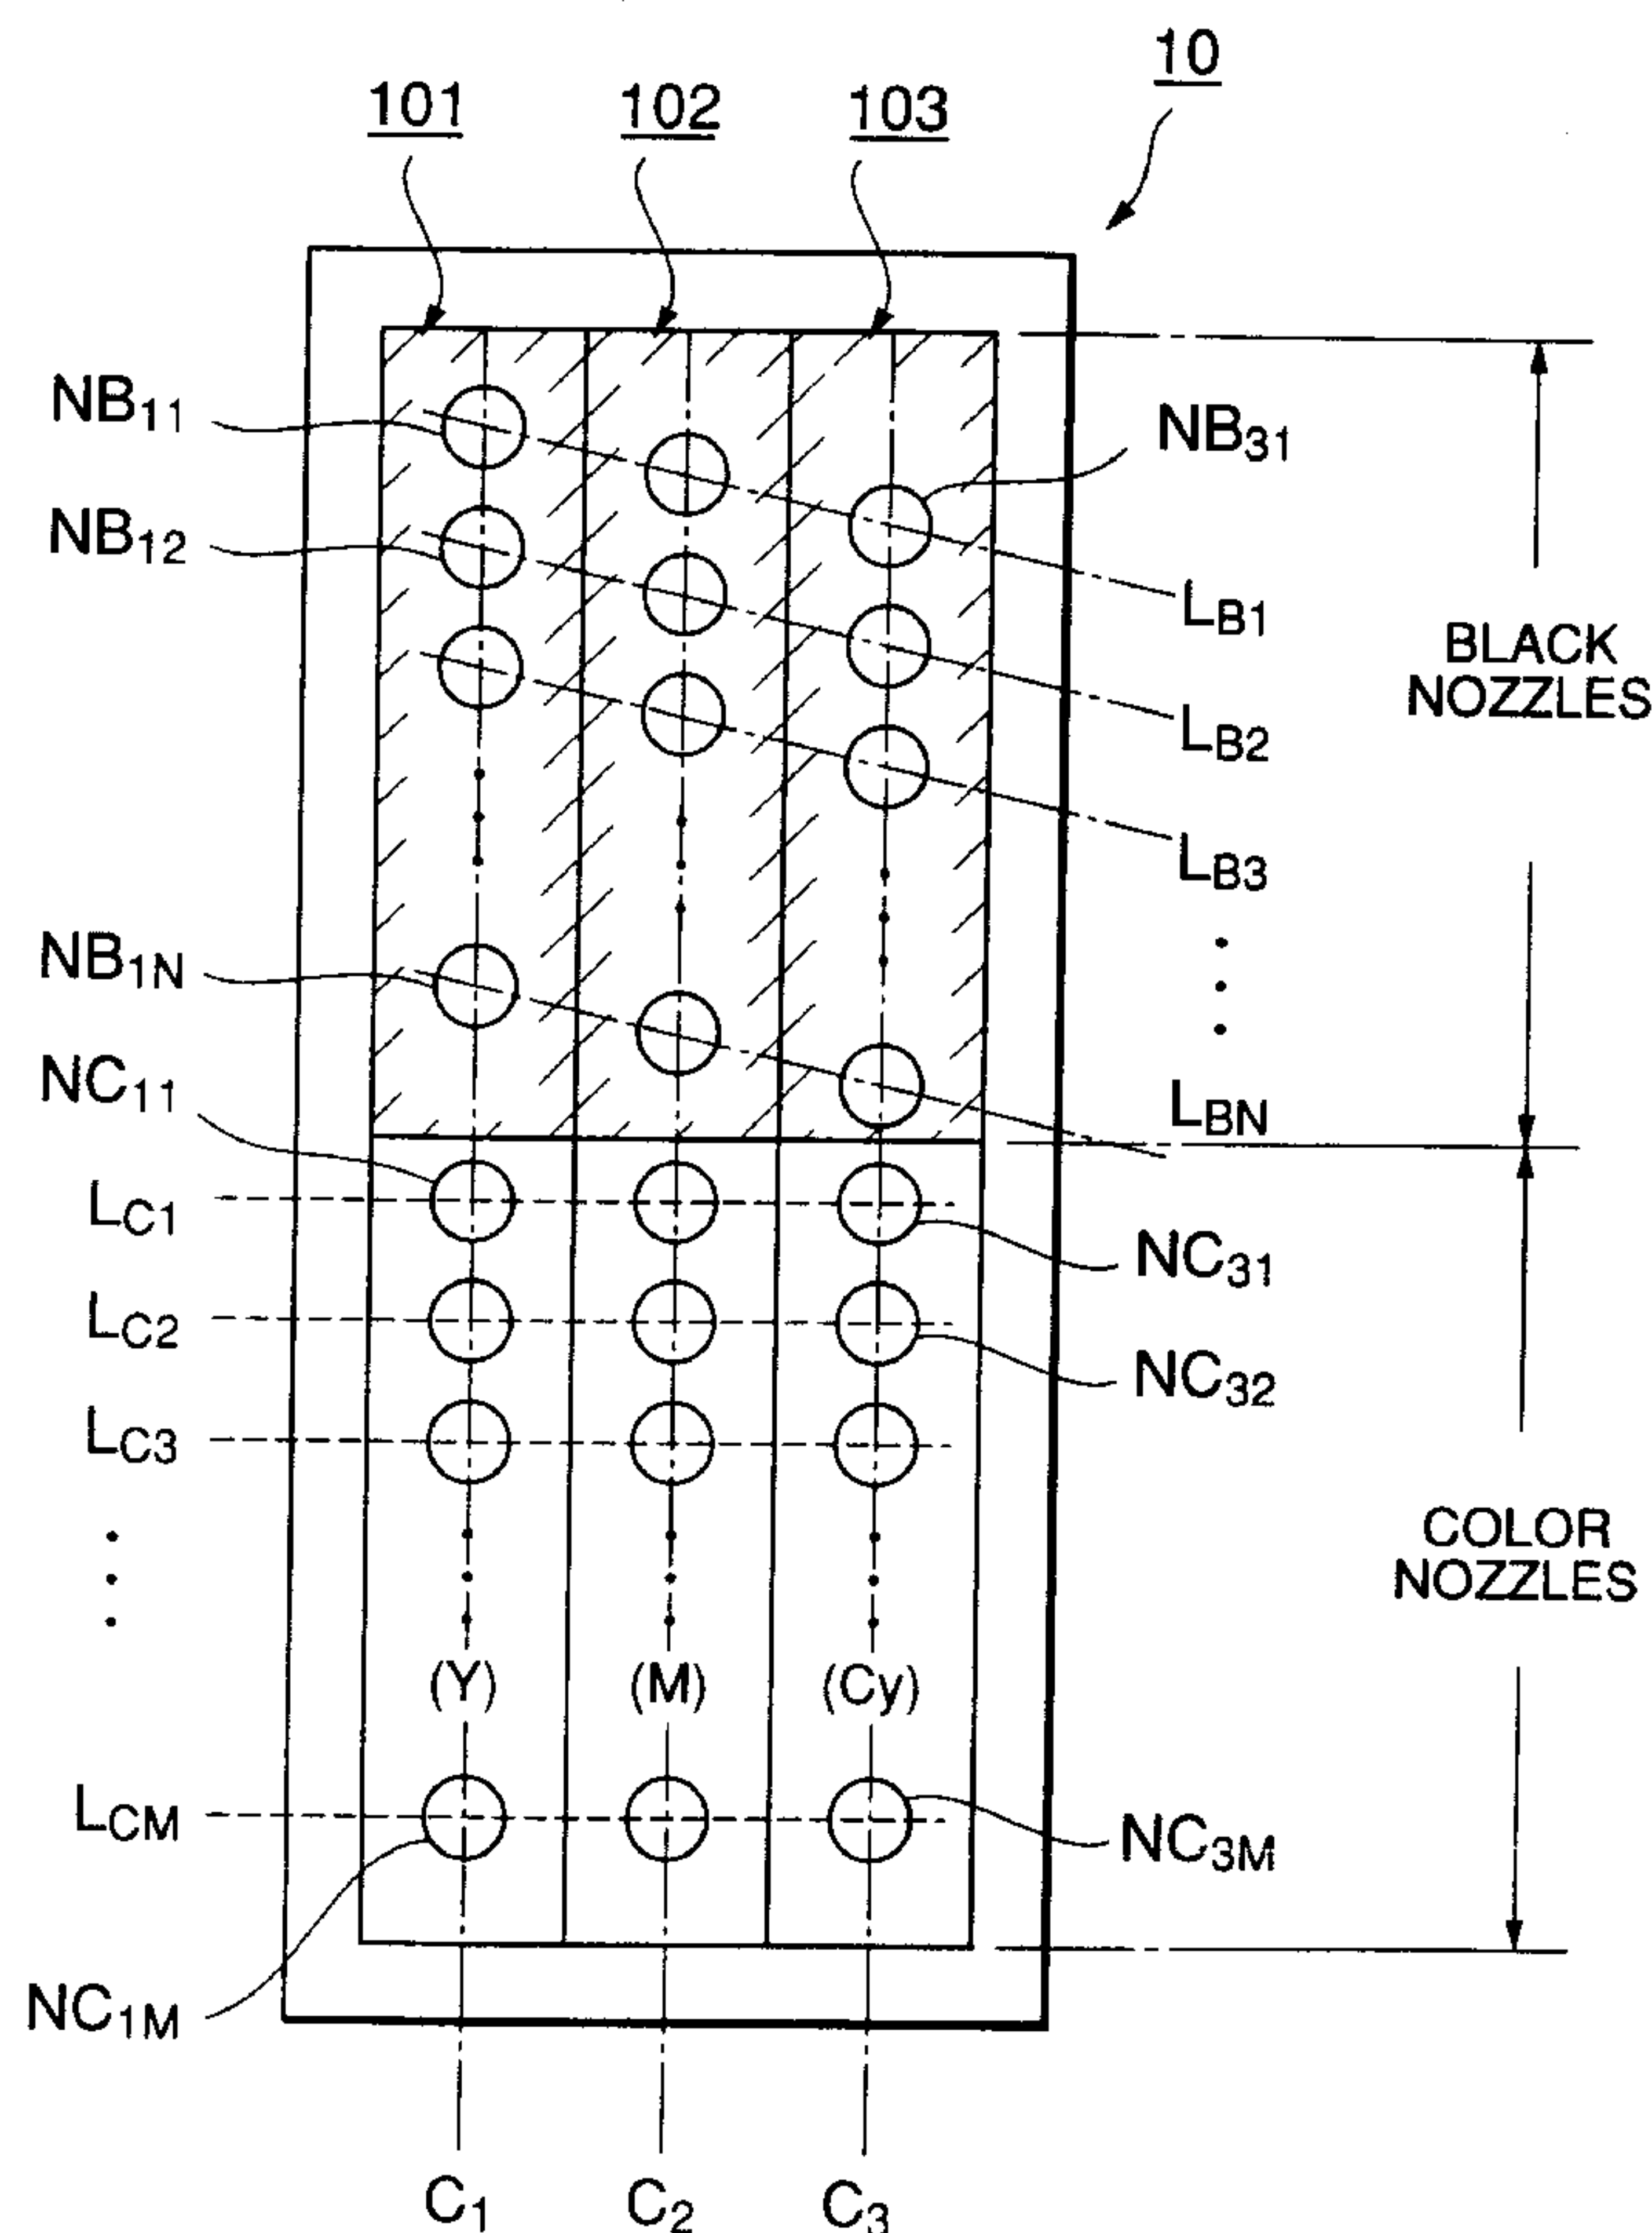 10
101 102 103
NB11
NB31
NB12
LB1
BLACK
NOZZLES
LB2
LB3
NB1N
NC11
LBN
LC1
NC31
LC2
NC32
LC3
COLOR
NOZZLES
(Y) (M) (Cy)
LCM
NC3M
NC1M
C1 C2 C3